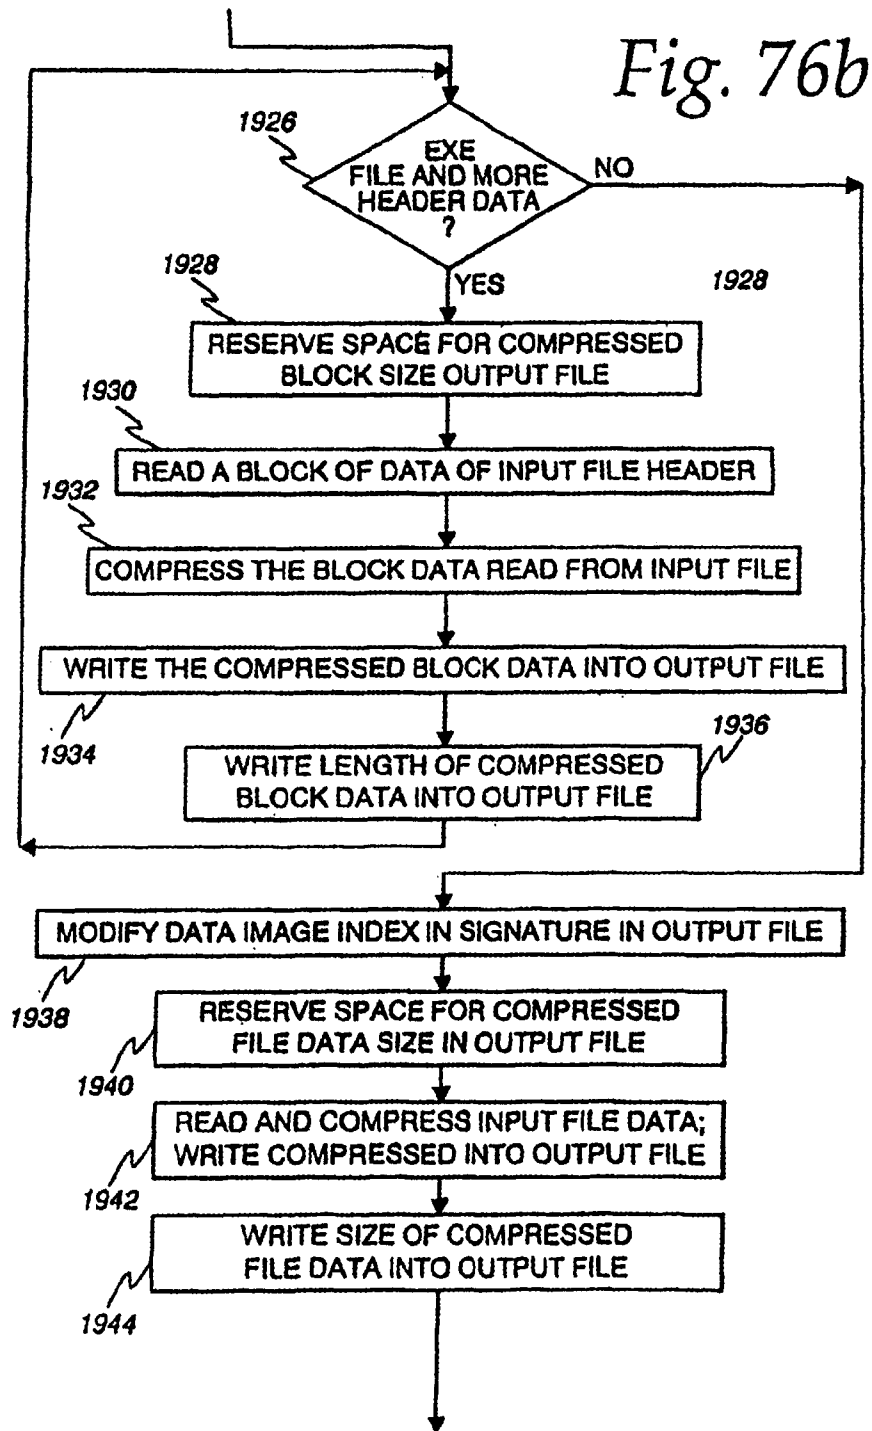 Fig. 76b
1926
EXE
FILE AND MORE
HEADER DATA
?
NO
1928
YES
1928
RESERVE SPACE FOR COMPRESSED
BLOCK SIZE OUTPUT FILE
1930
READ A BLOCK OF DATA OF INPUT FILE HEADER
1932
COMPRESS THE BLOCK DATA READ FROM INPUT FILE
WRITE THE COMPRESSED BLOCK DATA INTO OUTPUT FILE
1934
1936
WRITE LENGTH OF COMPRESSED
BLOCK DATA INTO OUTPUT FILE
MODIFY DATA IMAGE INDEX IN SIGNATURE IN OUTPUT FILE
1938
RESERVE SPACE FOR COMPRESSED
FILE DATA SIZE IN OUTPUT FILE
1940
READ AND COMPRESS INPUT FILE DATA;
WRITE COMPRESSED INTO OUTPUT FILE
1942
WRITE SIZE OF COMPRESSED
FILE DATA INTO OUTPUT FILE
1944